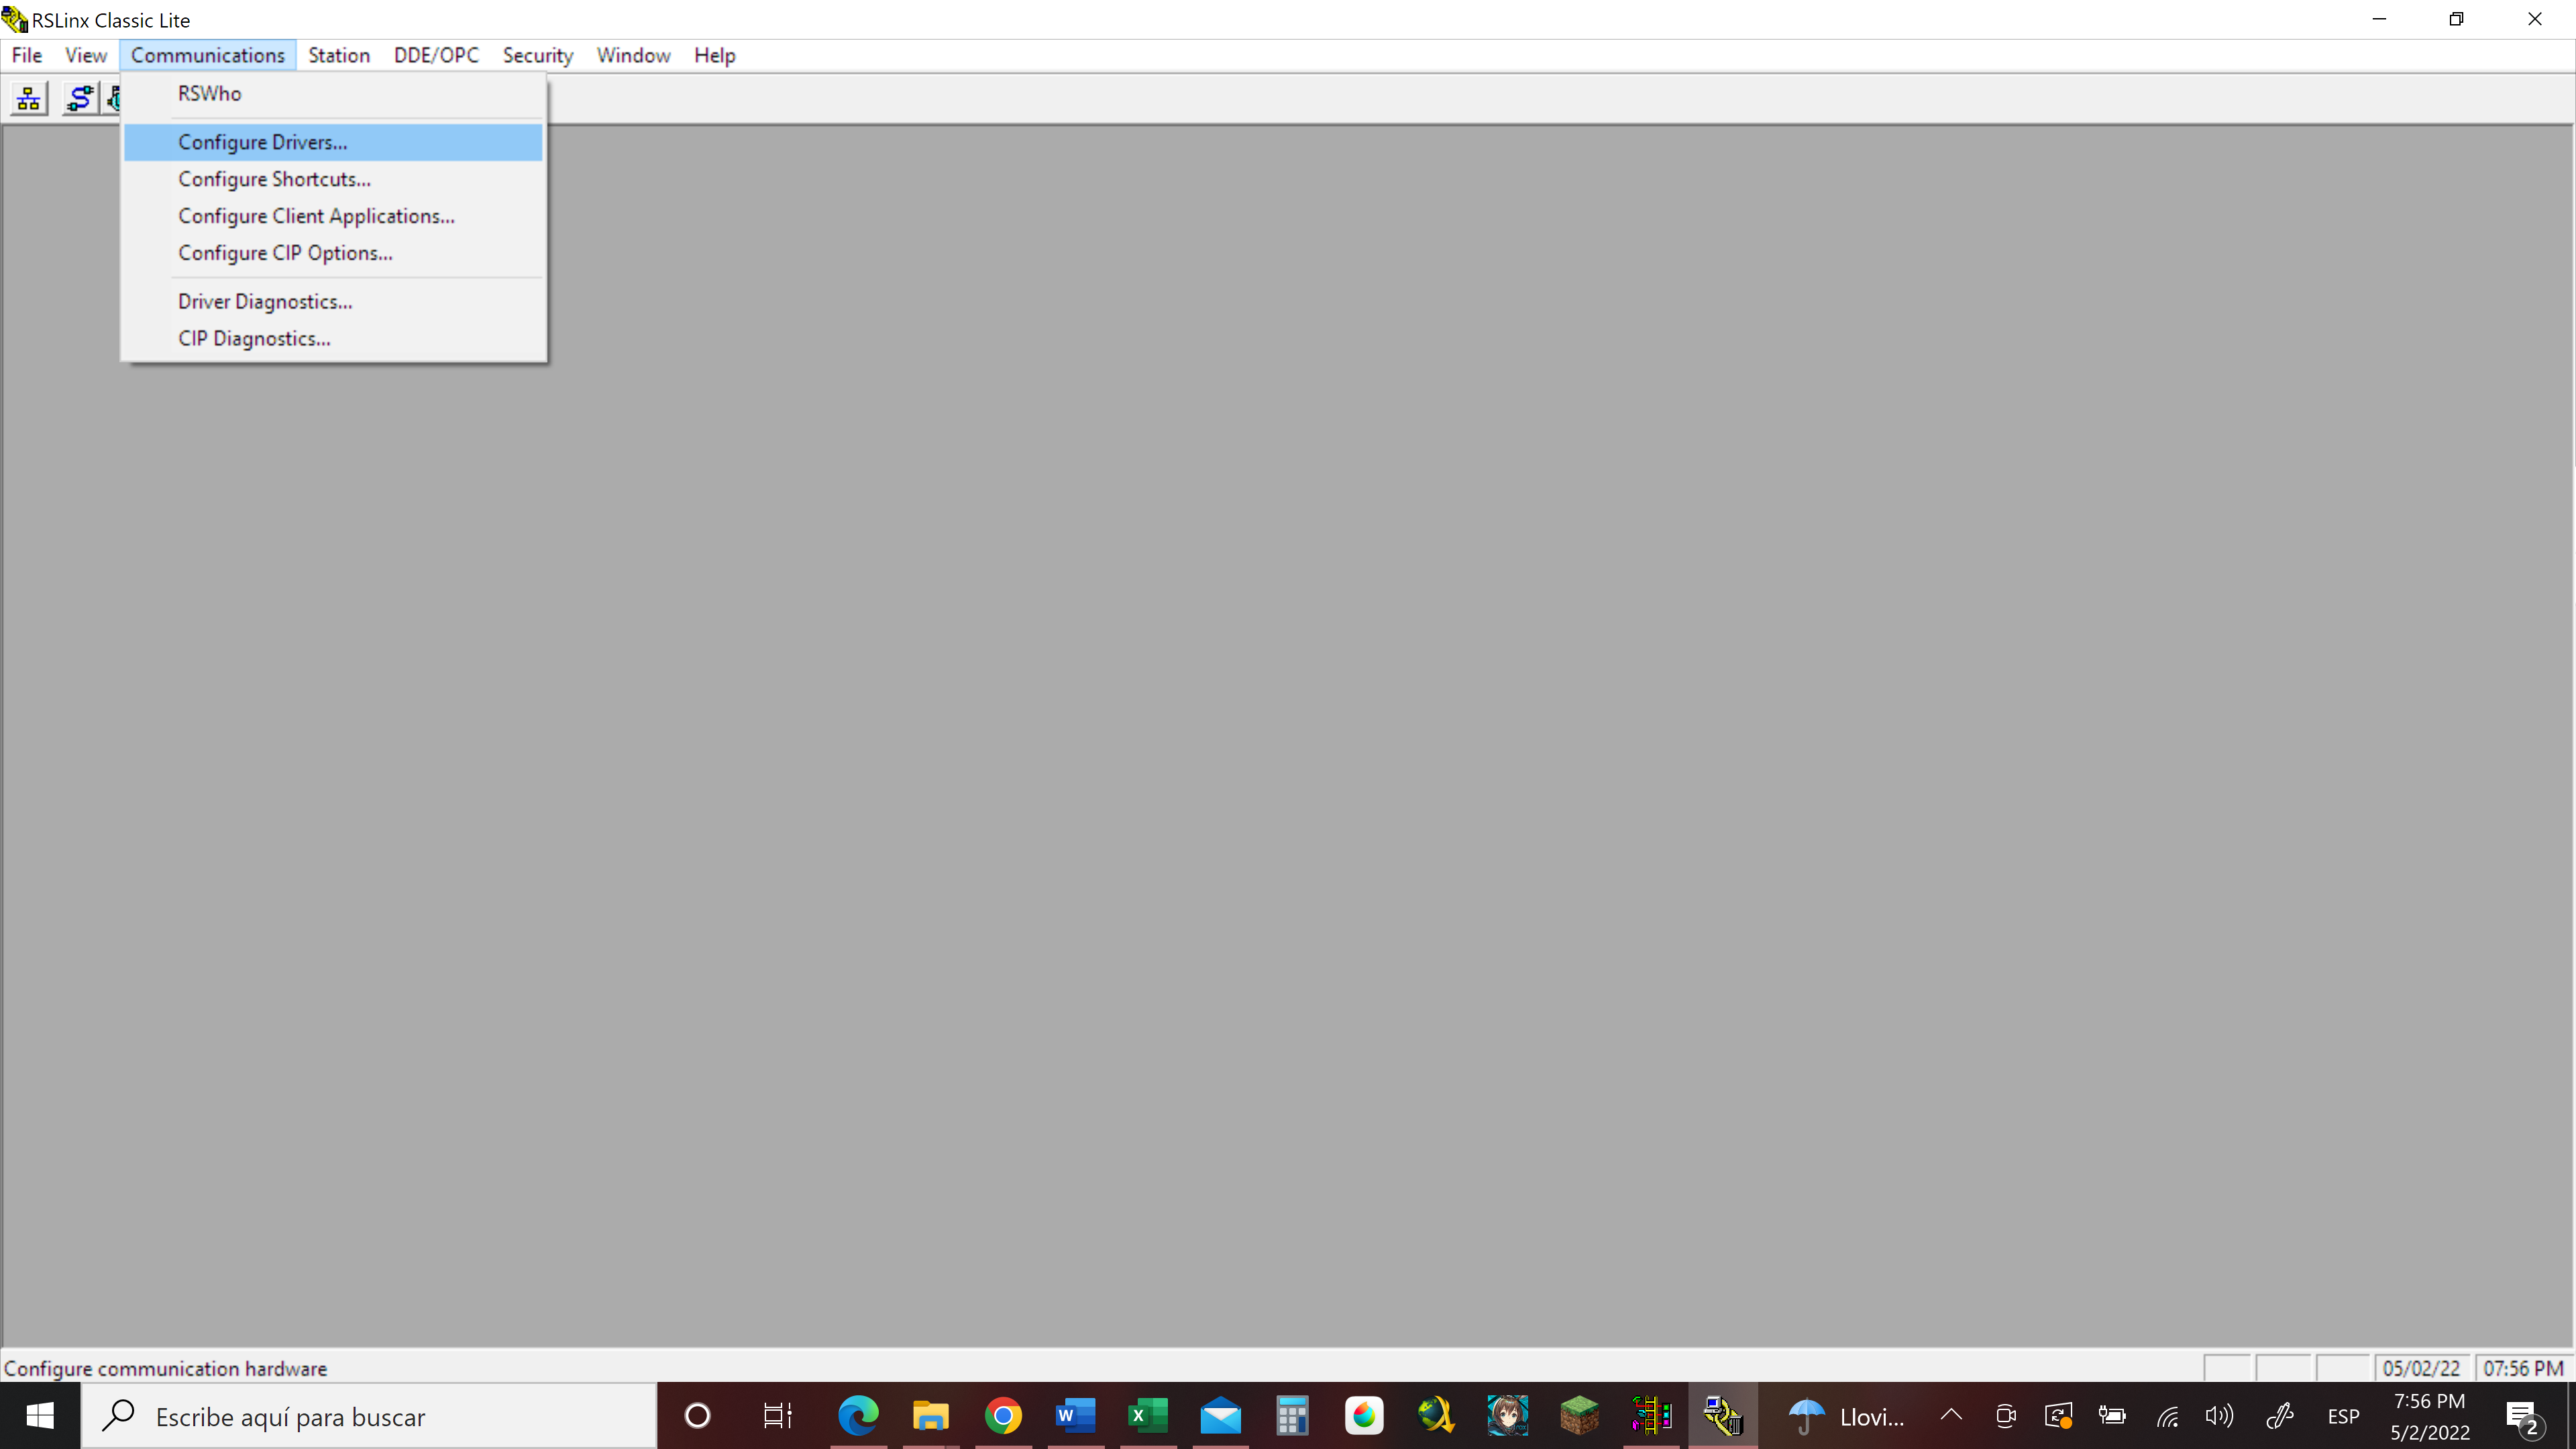 RSLinx Classic Lite
File View Communications Station DDE/OPC Security Window Help
RSWho
Configure Drivers...
Configure Shortcuts...
Configure Client Applications...
Configure CIP Options...
Driver Diagnostics...
CIP Diagnostics...
Configure communication hardware
05/02/22 07:56 PM
Escribe aquí para buscar
Llovi...
ESP
7:56 PM
5/2/2022
2